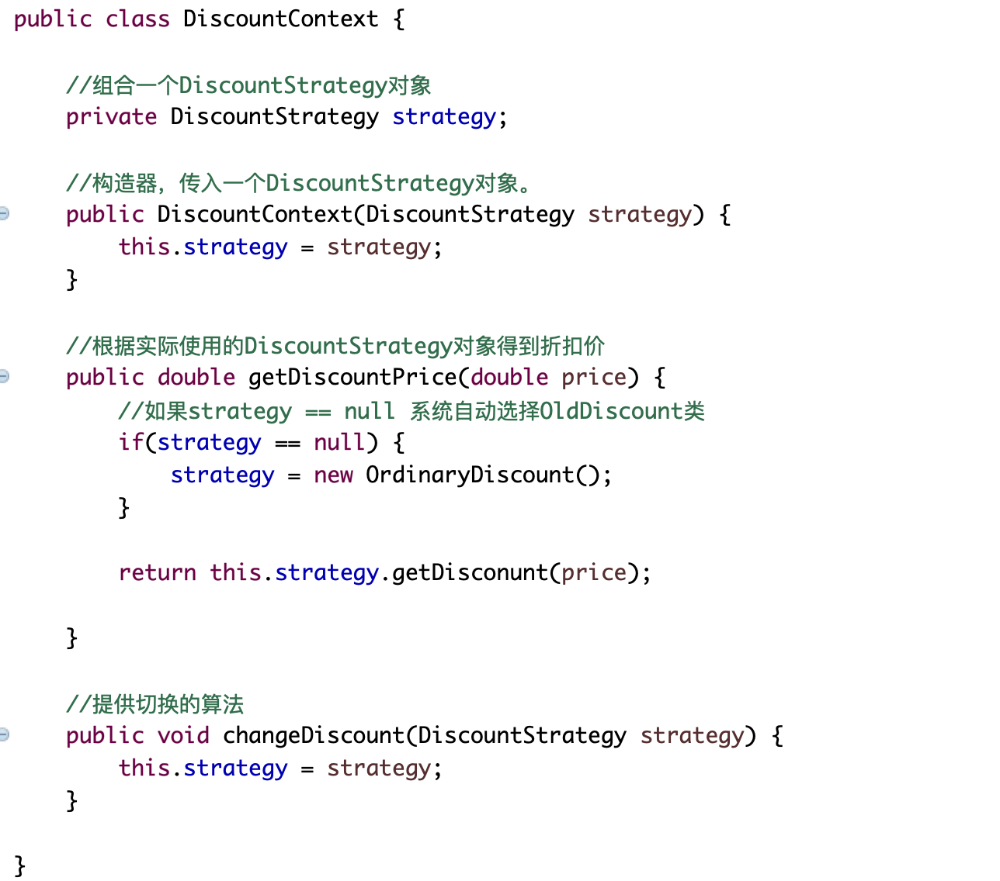 public class DiscountContext {
//组合一个DiscountStrategy对象
private DiscountStrategy strategy;
//构造器，传入一个DiscountStrategy对象。
public DiscountContext(DiscountStrategy strategy) {
this.strategy = strategy;
}
//根据实际使用的DiscountStrategy对象得到折扣价
public double getDiscountPrice(double price) {
//如果strategy == null 系统自动选择OldDiscount类
if(strategy == null) {
strategy = new OrdinaryDiscount();
}
return this.strategy.getDisconunt(price);
}
//提供切换的算法
public void changeDiscount(DiscountStrategy strategy) {
this.strategy = strategy;
}
}